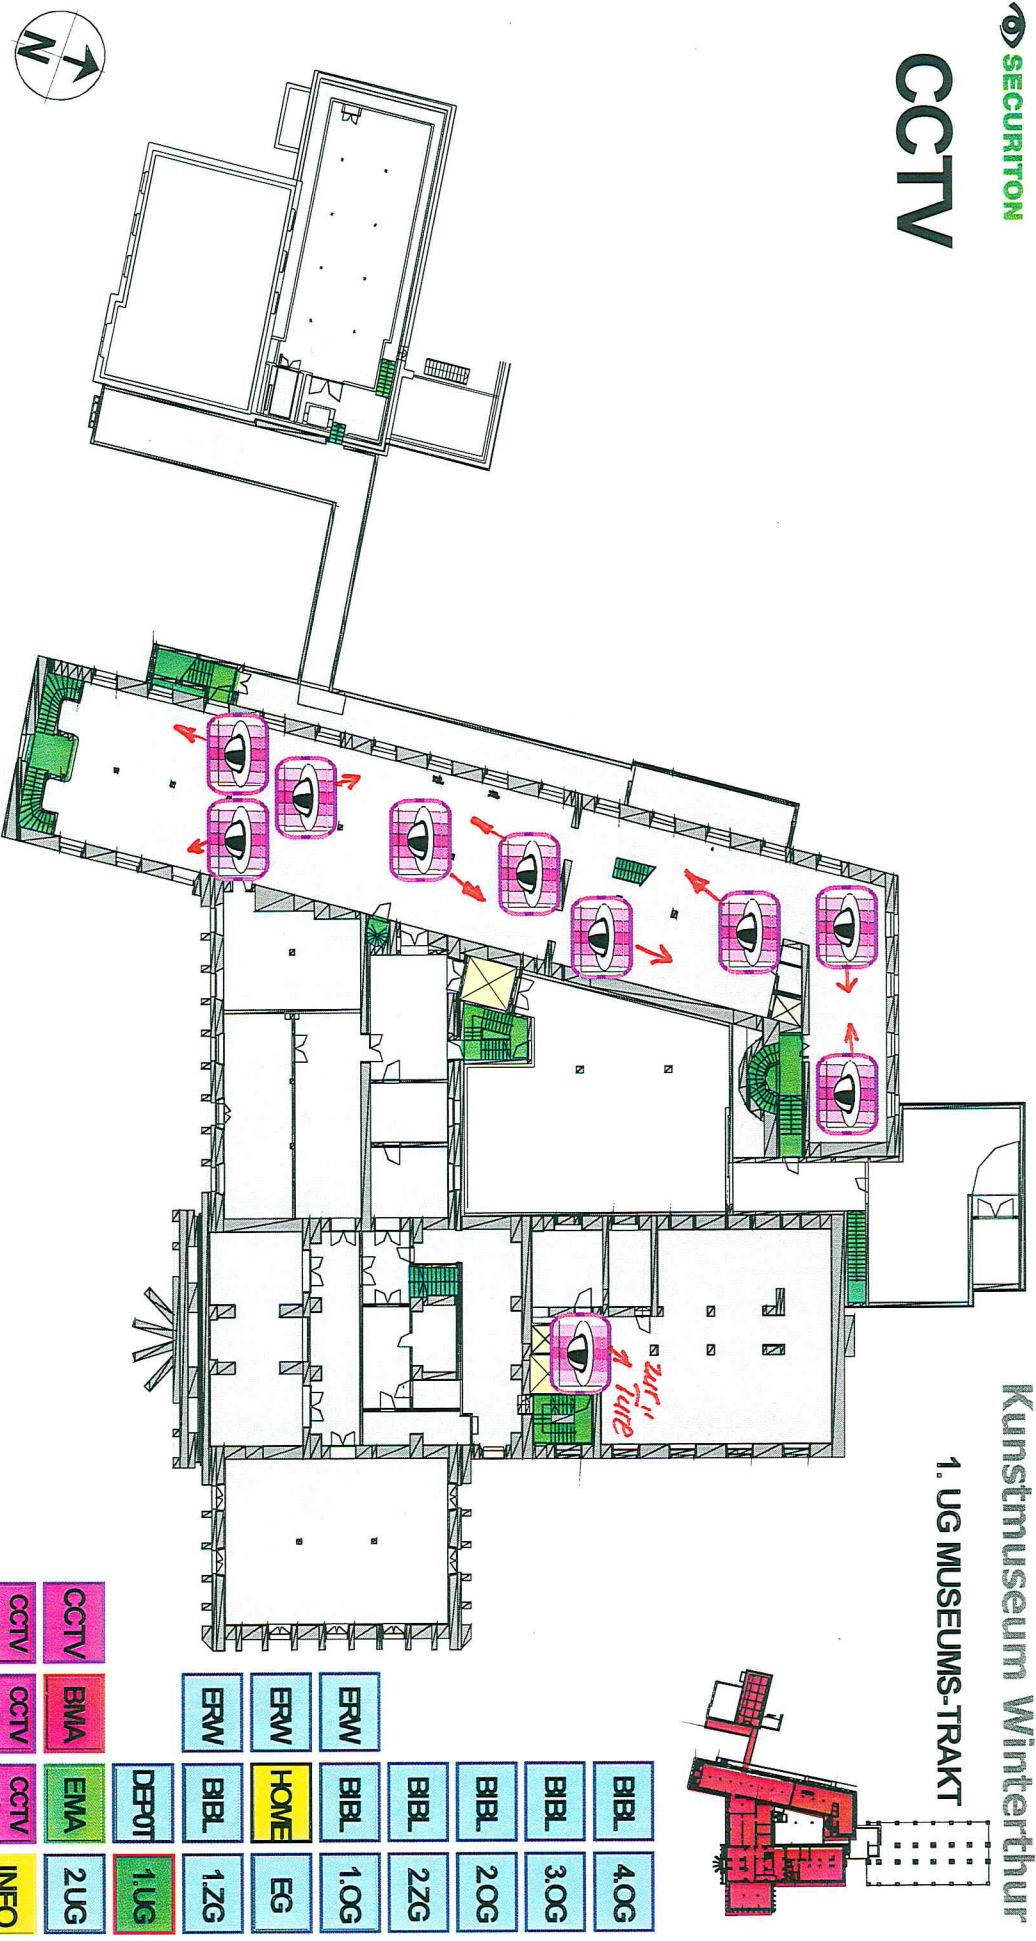 SECURITON
Kunstmuseum Winterthur
CCTV
1. UG MUSEUMS-TRAKT
zur
Türe
BIBL 4.OG
BIBL 3.OG
BIBL 2.OG
BIBL 2.ZG
ERW BIBL 1.OG
ERW HOME EG
ERW BIBL 1.ZG
DEPOT 1.UG
CCTV BMA EMA 2 UG
CCTV CCTV CCTV INFO
N